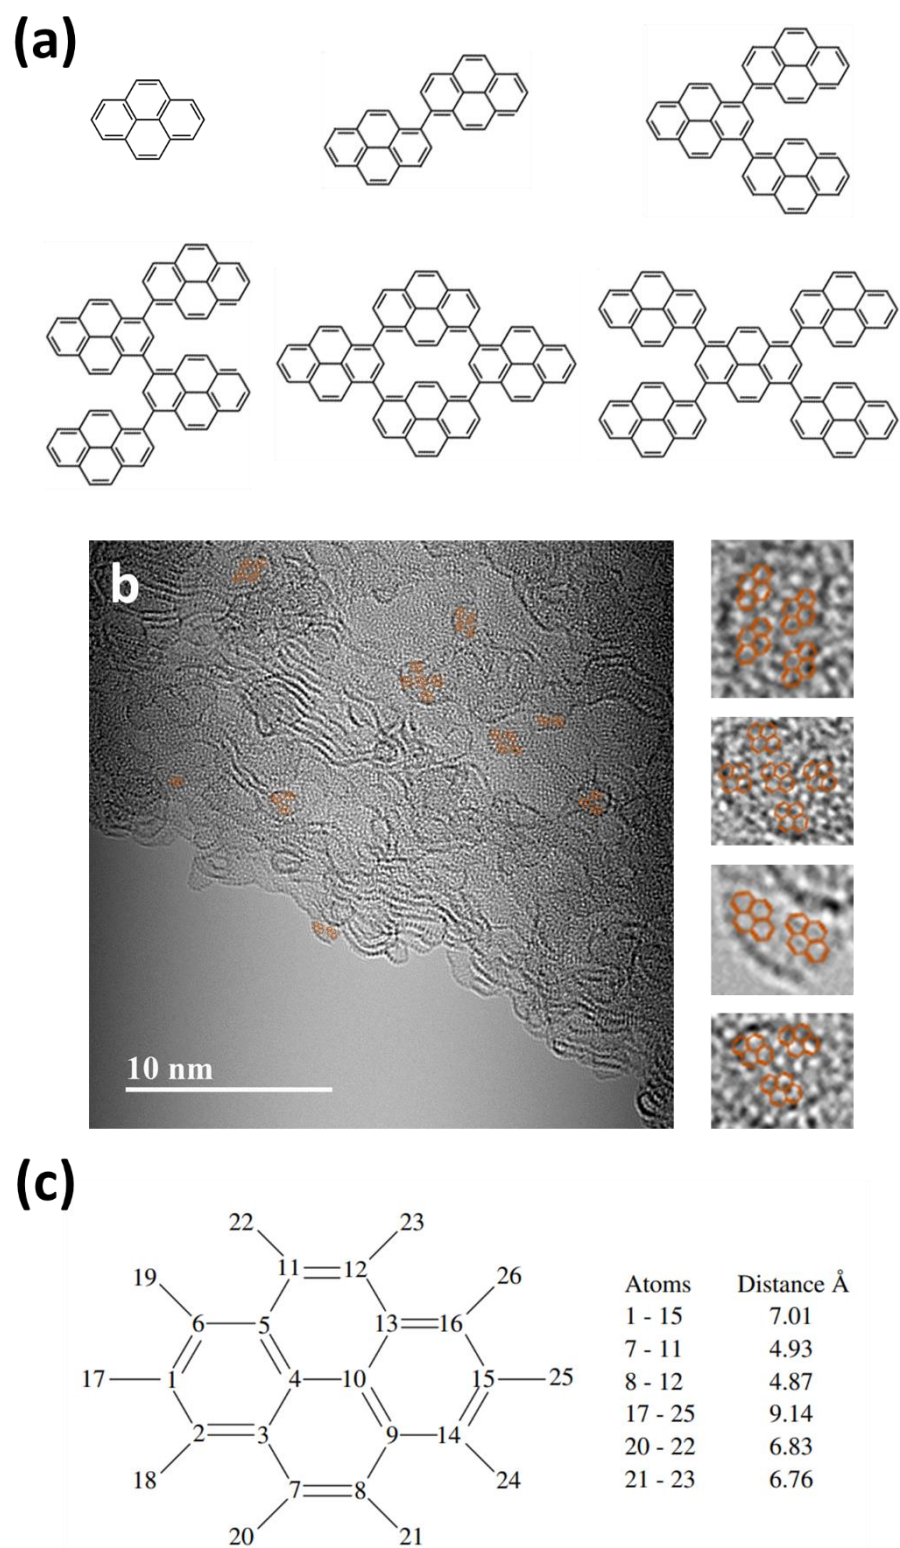 (a)
b
10 nm
(c)
22 23
11 12
19 26
6 5 13 16
17 1 4 10 15 25
2 3 9 14
18 7 8 24
20 21
Atoms Distance Å
1 - 15 7.01
7 - 11 4.93
8 - 12 4.87
17 - 25 9.14
20 - 22 6.83
21 - 23 6.76